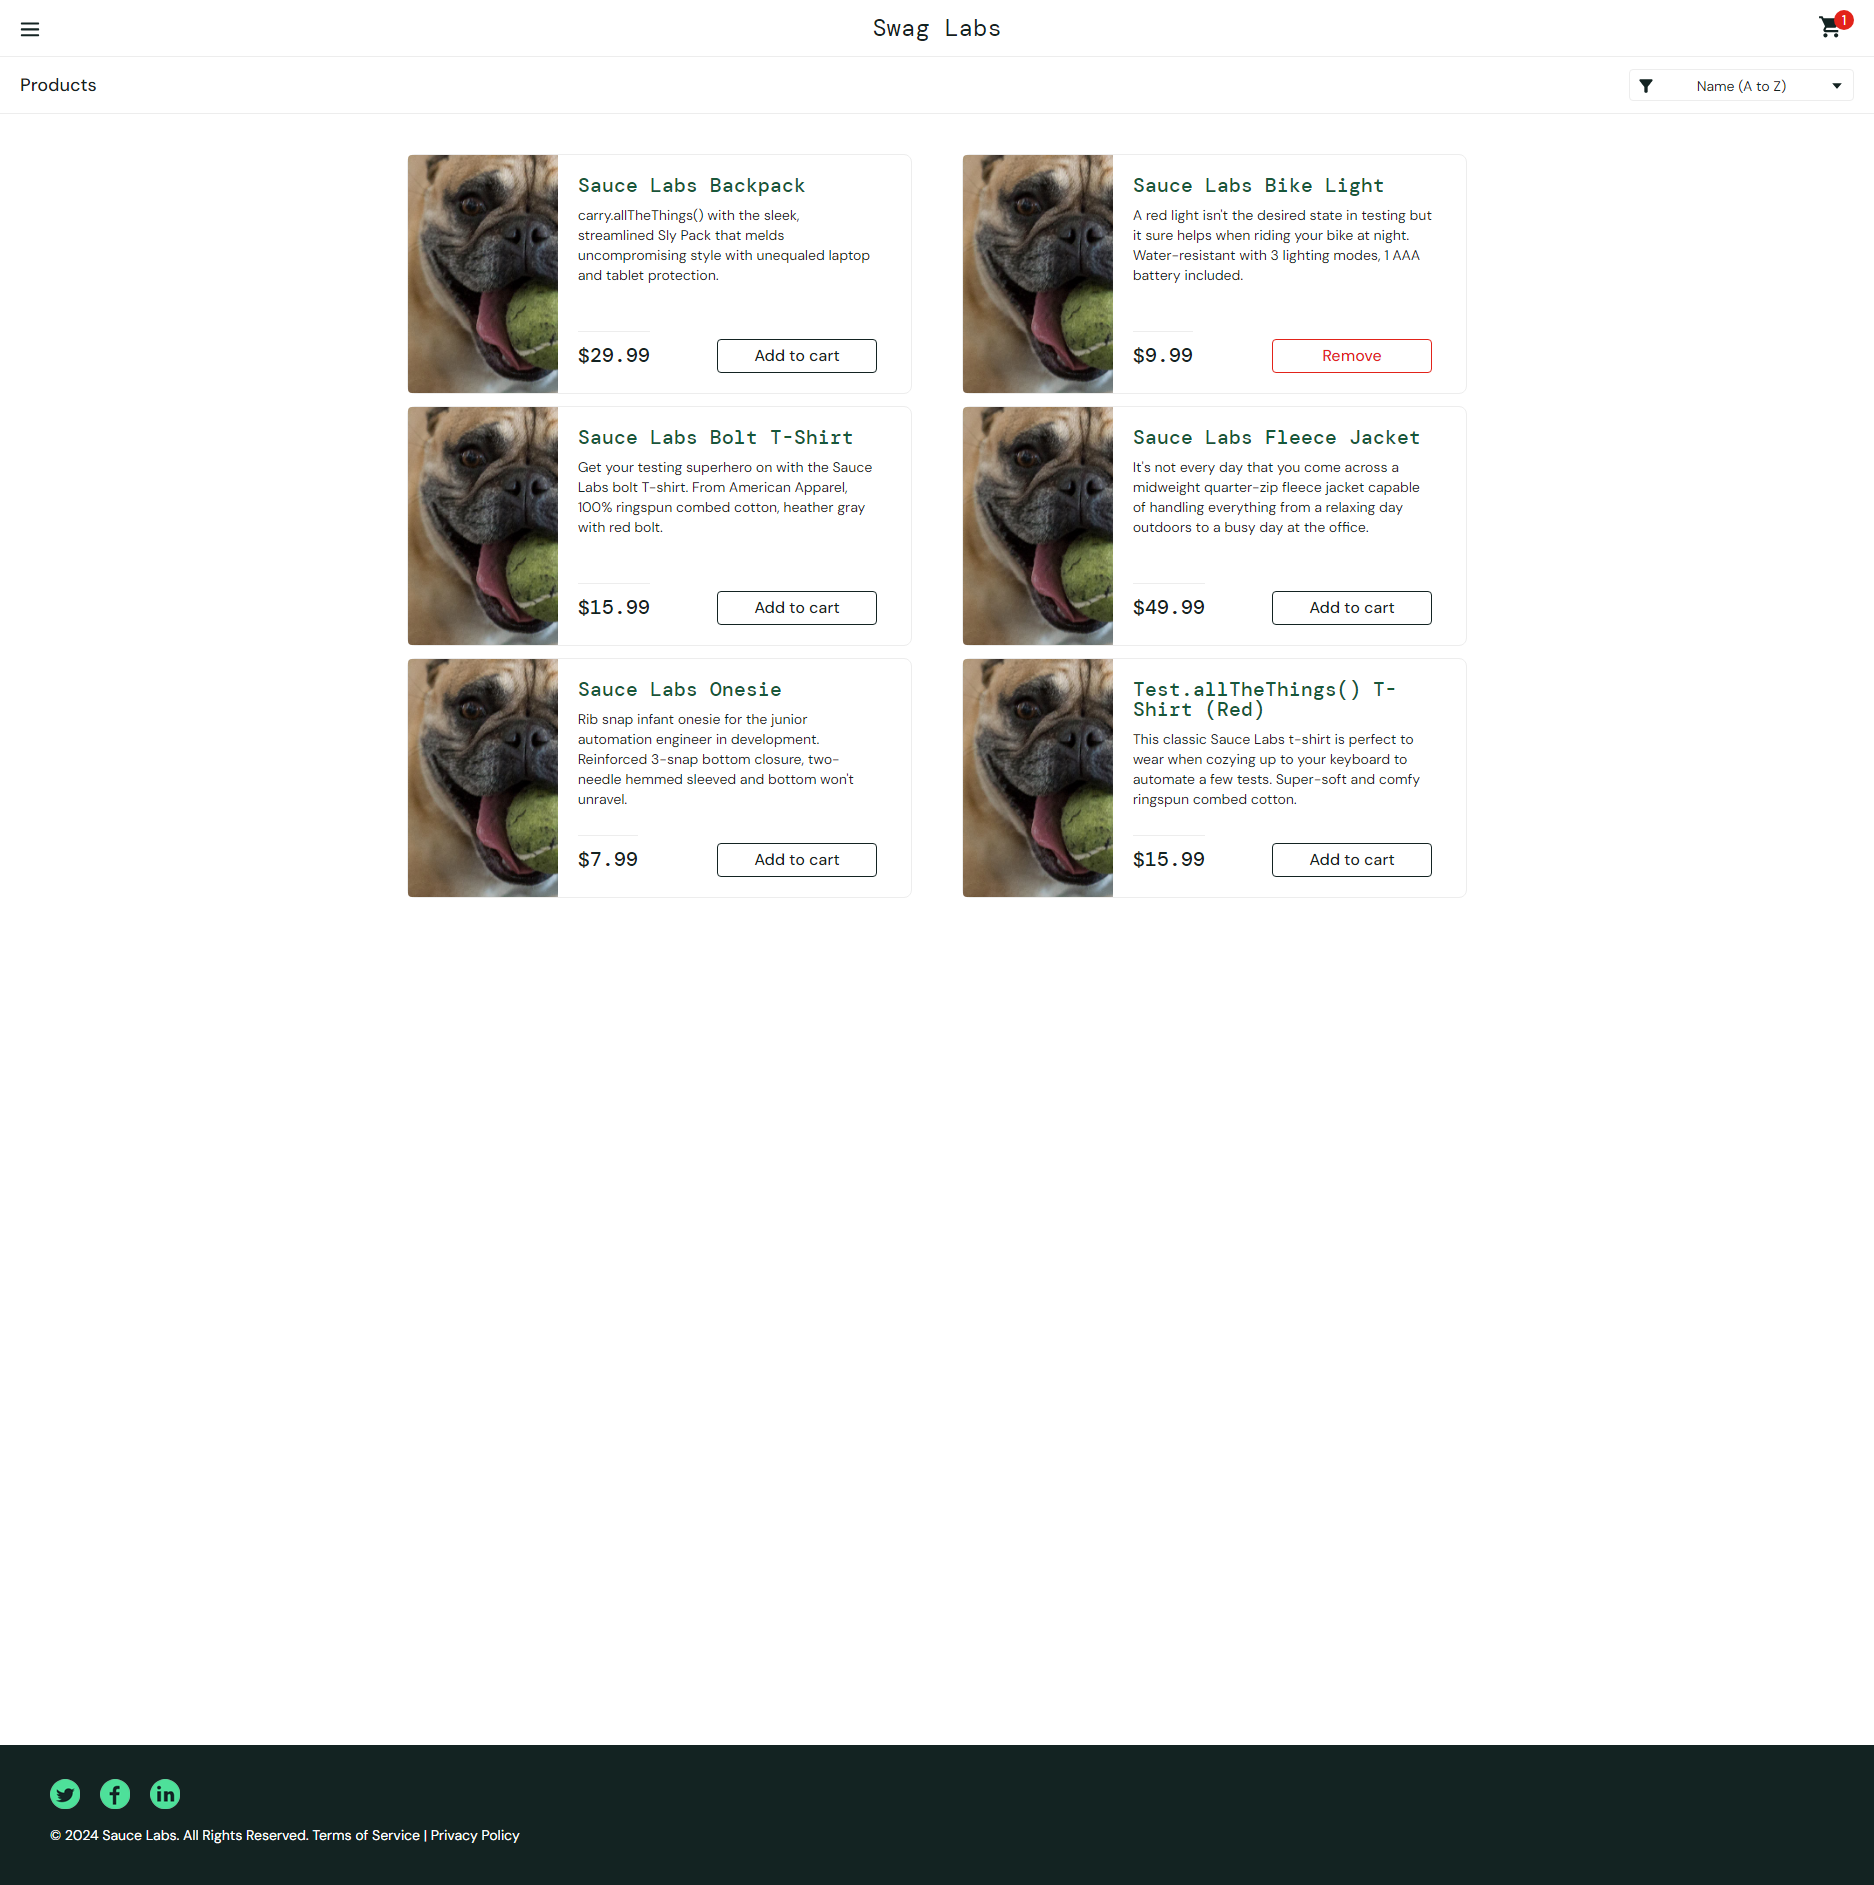 Swag Labs
1
Products
Name (A to Z)
Sauce Labs Backpack
carry.allTheThings() with the sleek,
streamlined Sly Pack that melds
uncompromising style with unequaled laptop
and tablet protection.
$29.99
Add to cart
Sauce Labs Bike Light
A red light isn't the desired state in testing but
it sure helps when riding your bike at night.
Water-resistant with 3 lighting modes, 1 AAA
battery included.
$9.99
Remove
Sauce Labs Bolt T-Shirt
Get your testing superhero on with the Sauce
Labs bolt T-shirt. From American Apparel,
100% ringspun combed cotton, heather gray
with red bolt.
$15.99
Add to cart
Sauce Labs Fleece Jacket
It's not every day that you come across a
midweight quarter-zip fleece jacket capable
of handling everything from a relaxing day
outdoors to a busy day at the office.
$49.99
Add to cart
Sauce Labs Onesie
Rib snap infant onesie for the junior
automation engineer in development.
Reinforced 3-snap bottom closure, two-
needle hemmed sleeved and bottom won't
unravel.
$7.99
Add to cart
Test.allTheThings() T-
Shirt (Red)
This classic Sauce Labs t-shirt is perfect to
wear when cozying up to your keyboard to
automate a few tests. Super-soft and comfy
ringspun combed cotton.
$15.99
Add to cart
© 2024 Sauce Labs. All Rights Reserved. Terms of Service | Privacy Policy